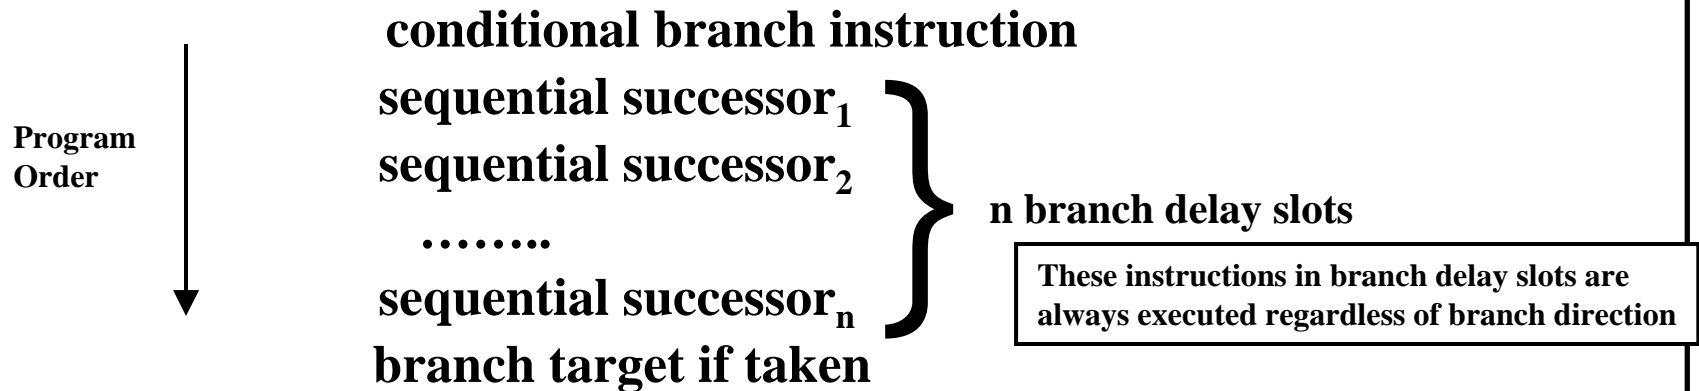 conditional branch instruction
sequential successor1
Program
Order
sequential successor2
n branch delay slots
……..
These instructions in branch delay slots are
always executed regardless of branch direction
sequential successorn
branch target if taken